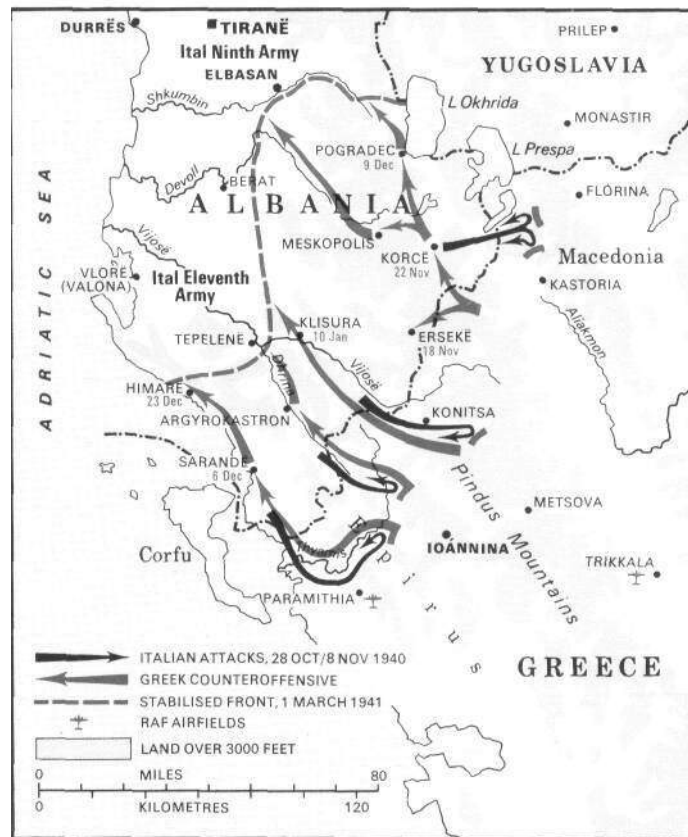 DURRËS
TIRANË
Ital Ninth Army
ELBASAN
PRILEP
YUGOSLAVIA
Shkumbin
L Okhrida
MONASTIR
POGRADEC
9 Dec
L Prespa
Devoll
BERAT
FLÓRINA
ALBANIA
MESKOPOLIS
KORCË
22 Nov
Macedonia
Vijosë
VLORË
(VALONA)
Ital Eleventh
Army
KASTORIA
ADRIATIC SEA
KLISURA
10 Jan
ERSEKË
18 Nov
Aliakmon
TEPELENË
Drina
Vijosë
HIMARË
23 Dec
ARGYROKASTRON
KONITSA
SARANDË
6 Dec
Pindus Mountains
METSOVA
Corfu
Thyamis
Epirus
IOÁNNINA
TRIKKALA
PARAMITHIA
GREECE
ITALIAN ATTACKS, 28 OCT/8 NOV 1940
GREEK COUNTEROFFENSIVE
STABILISED FRONT, 1 MARCH 1941
RAF AIRFIELDS
LAND OVER 3000 FEET
0 MILES 80
0 KILOMETRES 120